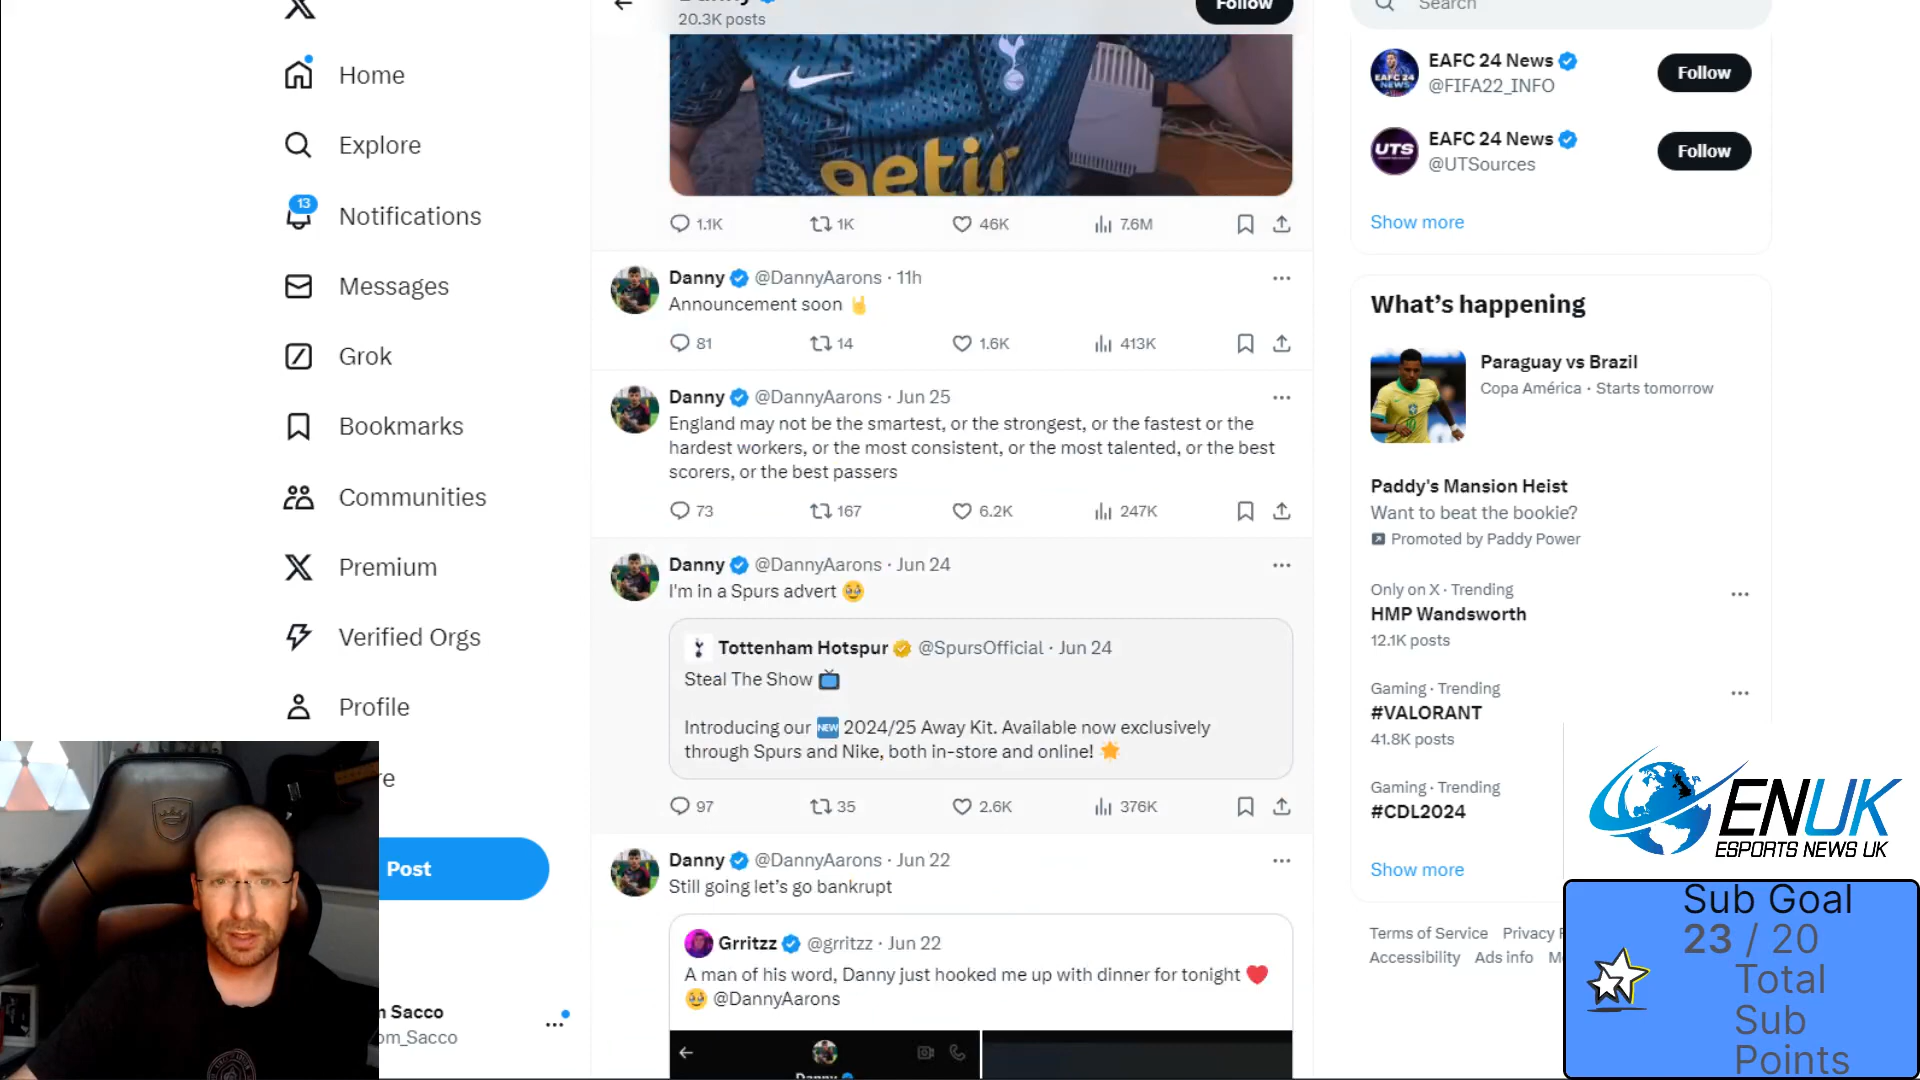 Follow
20.3K posts
Search
getir
Home
Explore
13
Notifications
Messages
Grok
Bookmarks
Communities
Premium
Verified Orgs
Profile
re
Post
n Sacco
om_Sacco
1.1K 1K 46K 7.6M
Danny @DannyAarons · 11h
Announcement soon 🤘
81 14 1.6K 413K
Danny @DannyAarons · Jun 25
England may not be the smartest, or the strongest, or the fastest or the
hardest workers, or the most consistent, or the most talented, or the best
scorers, or the best passers
73 167 6.2K 247K
Danny @DannyAarons · Jun 24
I'm in a Spurs advert 🥹
Tottenham Hotspur @SpursOfficial · Jun 24
Steal The Show 📺
Introducing our 🆕 2024/25 Away Kit. Available now exclusively
through Spurs and Nike, both in-store and online! 🌟
97 35 2.6K 376K
Danny @DannyAarons · Jun 22
Still going let's go bankrupt
Grritzz @grritzz · Jun 22
A man of his word, Danny just hooked me up with dinner for tonight ❤️
🥹 @DannyAarons
Danny
EAFC 24 News
@FIFA22_INFO
Follow
EAFC 24
NEWS
EAFC 24 News
@UTSources
Follow
UTS
Show more
What's happening
Paraguay vs Brazil
Copa América · Starts tomorrow
Paddy's Mansion Heist
Want to beat the bookie?
Promoted by Paddy Power
Only on X · Trending
HMP Wandsworth
12.1K posts
Gaming · Trending
#VALORANT
41.8K posts
Gaming · Trending
#CDL2024
Show more
Terms of Service Privacy
Accessibility Ads info
ENUK
ESPORTS NEWS UK
Sub Goal
23 / 20
Total
Sub
Points